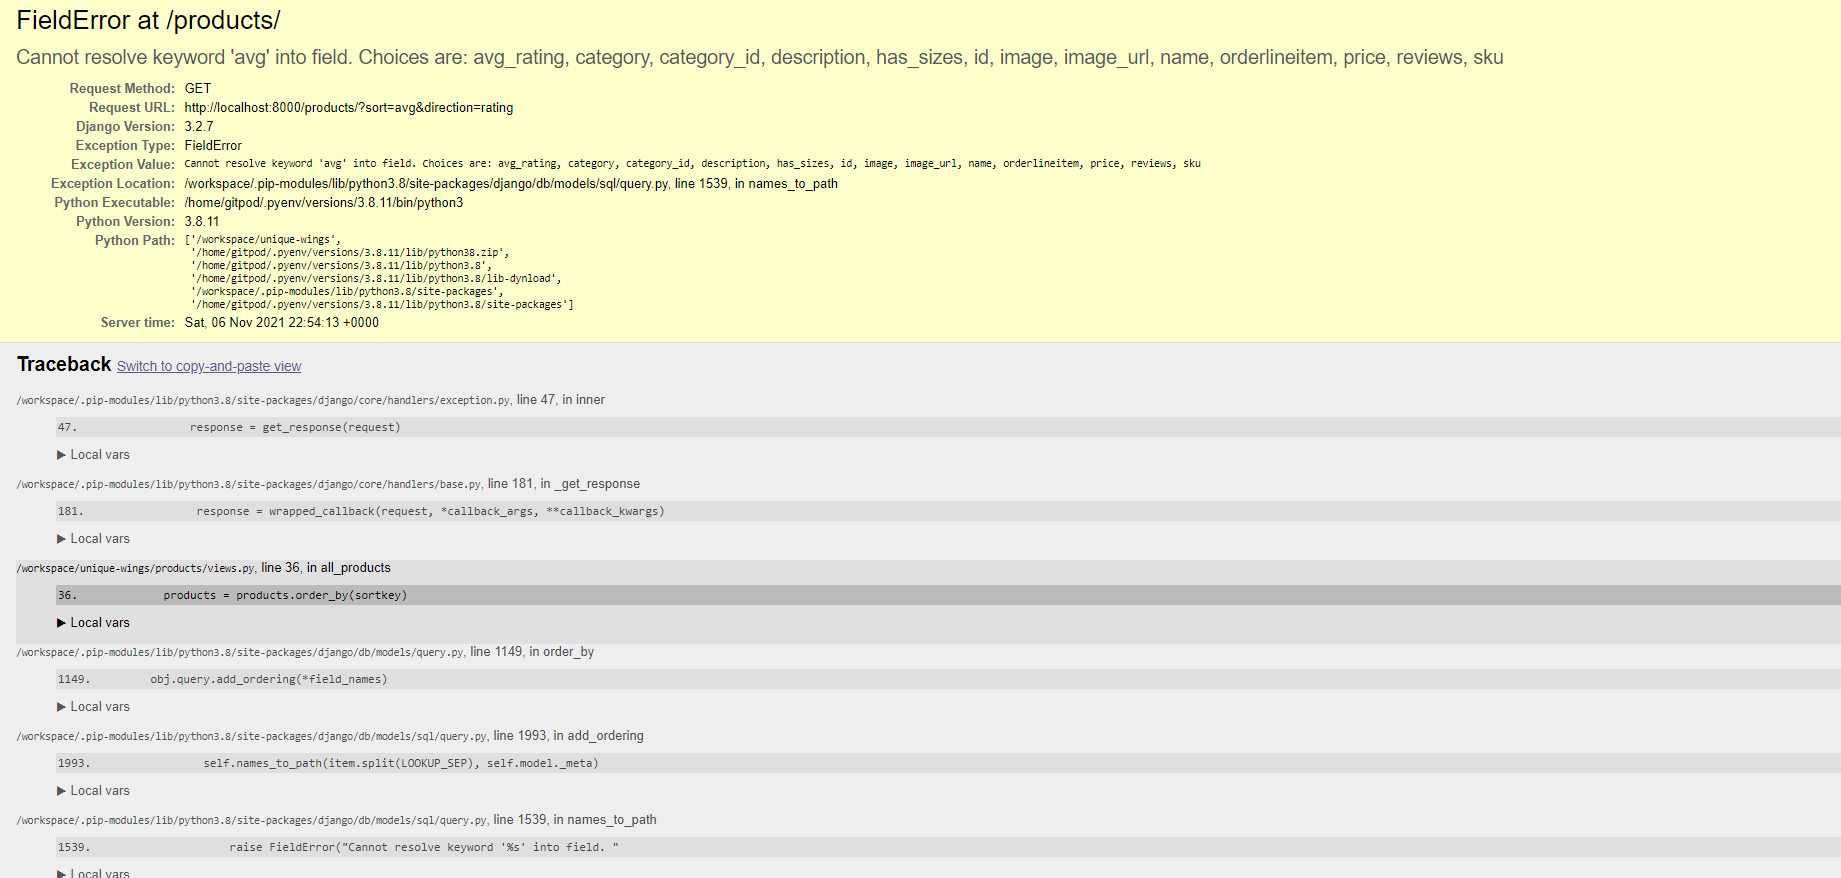 FieldError at /products/
Cannot resolve keyword 'avg' into field. Choices are: avg_rating, category, category_id, description, has_sizes, id, image, image_url, name, orderlineitem, price, reviews, sku
Request Method: GET
Request URL: http://localhost:8000/products/?sort=avg&direction=rating
Django Version: 3.2.7
Exception Type: FieldError
Exception Value: Cannot resolve keyword 'avg' into field. Choices are: avg_rating, category, category_id, description, has_sizes, id, image, image_url, name, orderlineitem, price, reviews, sku
Exception Location: /workspace/.pip-modules/lib/python3.8/site-packages/django/db/models/sql/query.py, line 1539, in names_to_path
Python Executable: /home/gitpod/.pyenv/versions/3.8.11/bin/python3
Python Version: 3.8.11
Python Path: ['/workspace/unique-wings',
'/home/gitpod/.pyenv/versions/3.8.11/lib/python38.zip',
'/home/gitpod/.pyenv/versions/3.8.11/lib/python3.8',
'/home/gitpod/.pyenv/versions/3.8.11/lib/python3.8/lib-dynload',
'/workspace/.pip-modules/lib/python3.8/site-packages',
'/home/gitpod/.pyenv/versions/3.8.11/lib/python3.8/site-packages']
Server time: Sat, 06 Nov 2021 22:54:13 +0000
Traceback Switch to copy-and-paste view
/workspace/.pip-modules/lib/python3.8/site-packages/django/core/handlers/exception.py, line 47, in inner
47. response = get_response(request)
▶ Local vars
/workspace/.pip-modules/lib/python3.8/site-packages/django/core/handlers/base.py, line 181, in _get_response
181. response = wrapped_callback(request, *callback_args, **callback_kwargs)
▶ Local vars
/workspace/unique-wings/products/views.py, line 36, in all_products
36. products = products.order_by(sortkey)
▶ Local vars
/workspace/.pip-modules/lib/python3.8/site-packages/django/db/models/query.py, line 1149, in order_by
1149. obj.query.add_ordering(*field_names)
▶ Local vars
/workspace/.pip-modules/lib/python3.8/site-packages/django/db/models/sql/query.py, line 1993, in add_ordering
1993. self.names_to_path(item.split(LOOKUP_SEP), self.model._meta)
▶ Local vars
/workspace/.pip-modules/lib/python3.8/site-packages/django/db/models/sql/query.py, line 1539, in names_to_path
1539. raise FieldError("Cannot resolve keyword '%s' into field. "
▶ Local vars